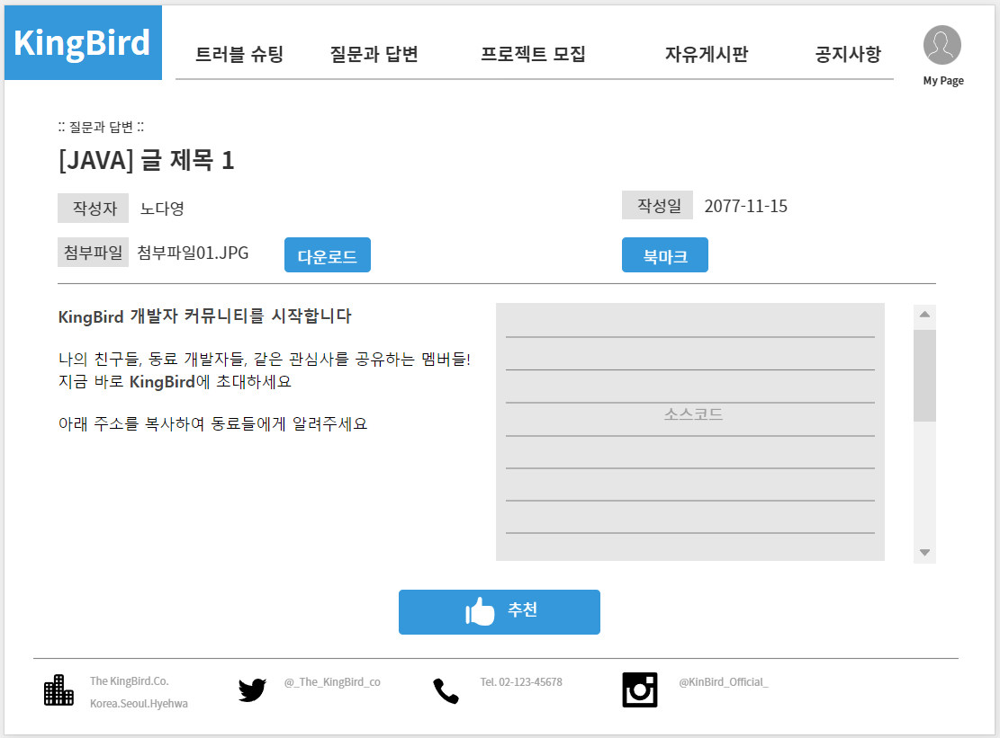 KingBird
트러블 슈팅 질문과 답변 프로젝트 모집 자유게시판 공지사항
My Page
:: 질문과 답변 ::
[JAVA] 글 제목 1
작성자 노다영 작성일 2077-11-15
첨부파일 첨부파일01.JPG 다운로드 북마크
KingBird 개발자 커뮤니티를 시작합니다
나의 친구들, 동료 개발자들, 같은 관심사를 공유하는 멤버들!
지금 바로 KingBird에 초대하세요
아래 주소를 복사하여 동료들에게 알려주세요
소스코드
추천
The KingBird.Co. @_The_KingBird_co Tel. 02-123-45678 @KinBird_Official_
Korea.Seoul.Hyehwa